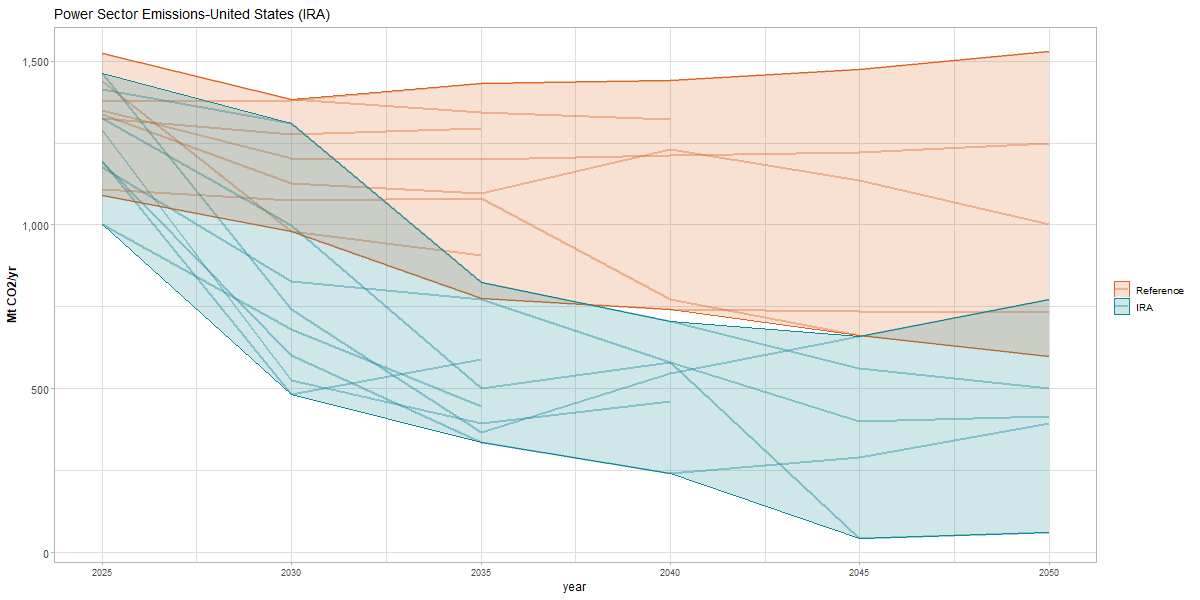 Power Sector Emissions-United States (IRA)
1,500
1,000
500
0
Mt CO2/yr
2025 2030 2035 2040 2045 2050
year
Reference
IRA